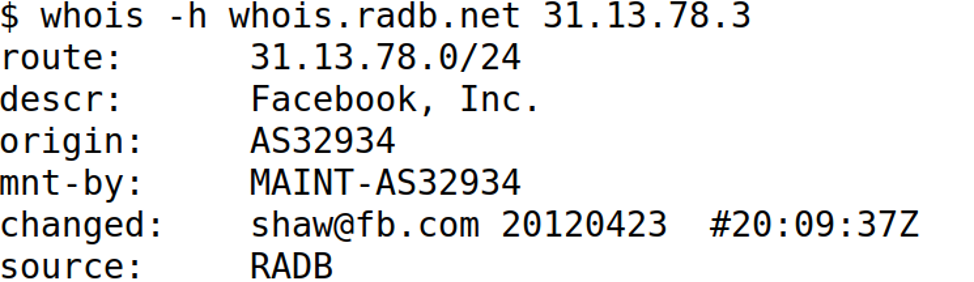 $ whois -h whois.radb.net 31.13.78.3
route:      31.13.78.0/24
descr:      Facebook, Inc.
origin:     AS32934
mnt-by:     MAINT-AS32934
changed:    shaw@fb.com 20120423  #20:09:37Z
source:     RADB